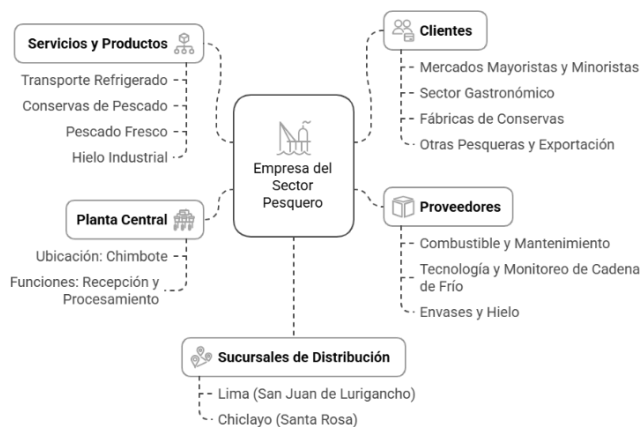 Servicios y Productos
Transporte Refrigerado
Conservas de Pescado
Pescado Fresco
Hielo Industrial
Clientes
Mercados Mayoristas y Minoristas
Sector Gastronómico
Fábricas de Conservas
Otras Pesqueras y Exportación
Empresa del
Sector
Pesquero
Planta Central
Ubicación: Chimbote
Funciones: Recepción y
Procesamiento
Proveedores
Combustible y Mantenimiento
Tecnología y Monitoreo de Cadena
de Frío
Envases y Hielo
Sucursales de Distribución
Lima (San Juan de Lurigancho)
Chiclayo (Santa Rosa)